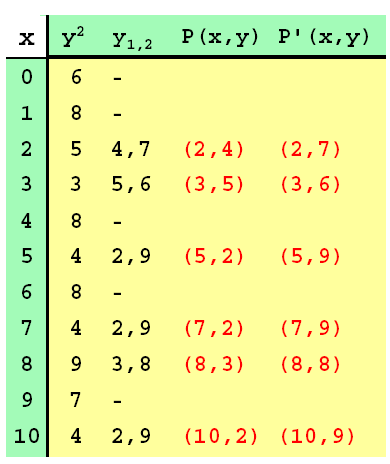 x y² y₁,₂ P(x,y) P'(x,y)
0 6 -
1 8 -
2 5 4,7 (2,4) (2,7)
3 3 5,6 (3,5) (3,6)
4 8 -
5 4 2,9 (5,2) (5,9)
6 8 -
7 4 2,9 (7,2) (7,9)
8 9 3,8 (8,3) (8,8)
9 7 -
10 4 2,9 (10,2) (10,9)